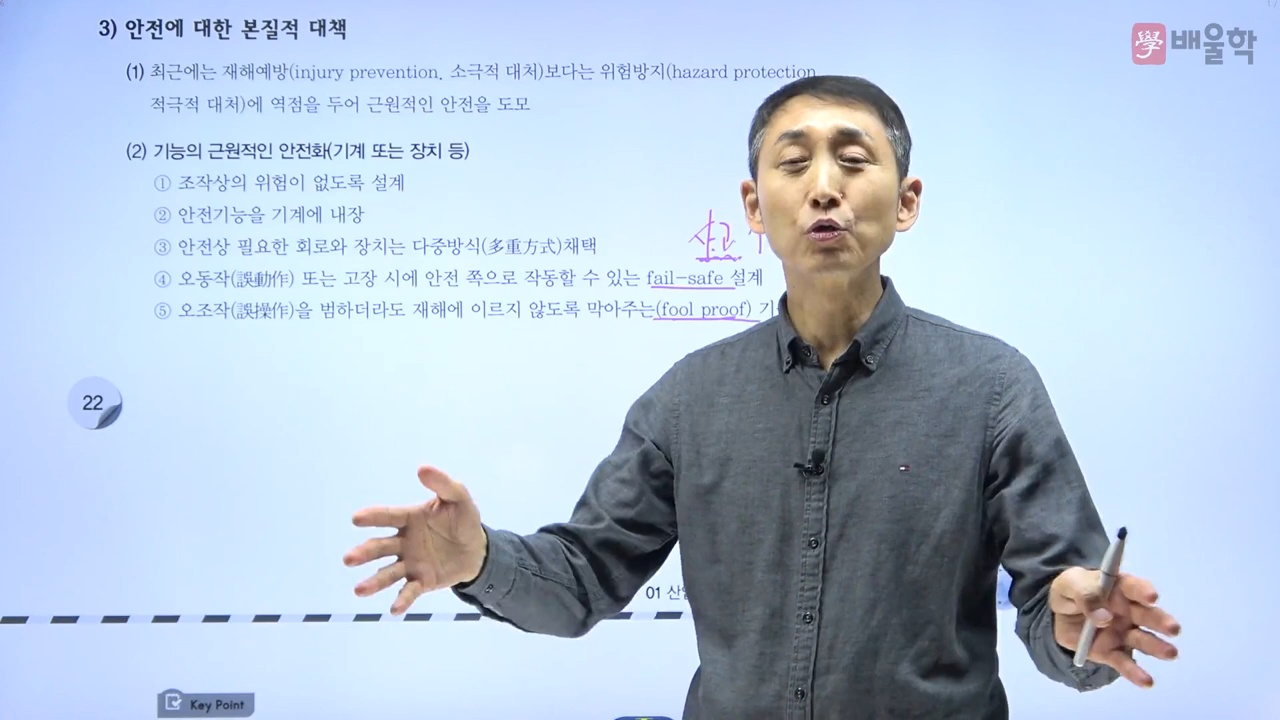 3) 안전에 대한 본질적 대책
學 배울학
(1) 최근에는 재해예방(injury prevention, 소극적 대처)보다는 위험방지(hazard protection,
적극적 대처)에 역점을 두어 근원적인 안전을 도모
(2) 기능의 근원적인 안전화(기계 또는 장치 등)
① 조작상의 위험이 없도록 설계
② 안전기능을 기계에 내장
③ 안전상 필요한 회로와 장치는 다중방식(多重方式)채택
사고
④ 오동작(誤動作) 또는 고장 시에 안전 쪽으로 작동할 수 있는 fail-safe 설계
⑤ 오조작(誤操作)을 범하더라도 재해에 이르지 않도록 막아주는(fool proof)
22
01
Key Point